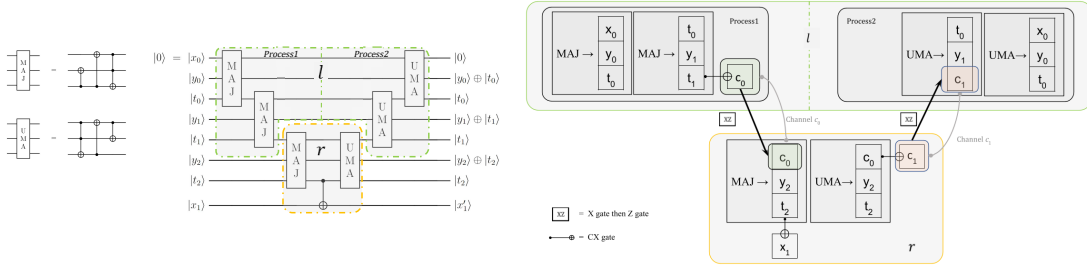 M
A
J
=
U
M
A
=
|0⟩ = |x₀⟩ |0⟩
|y₀⟩ |y₀⟩ ⊕ |t₀⟩
|t₀⟩ |t₀⟩
|y₁⟩ |y₁⟩ ⊕ |t₁⟩
|t₁⟩ |t₁⟩
|y₂⟩ |y₂⟩ ⊕ |t₂⟩
|t₂⟩ |t₂⟩
|x₁⟩ |x′₁⟩
Process1 Process2
l
M
A
J
M
A
J
M
A
J
r
U
M
A
U
M
A
U
M
A
Process1
MAJ→
x₀
y₀
t₀
MAJ→
t₀
y₁
t₁
c₀
l
Process2
UMA→
t₀
y₁
c₁
UMA→
x₀
y₀
t₀
XZ
Channel c₀
XZ
Channel c₁
MAJ→
c₀
y₂
t₂
x₁
UMA→
c₀
y₂
t₂
c₁
r
XZ = X gate then Z gate
= CX gate